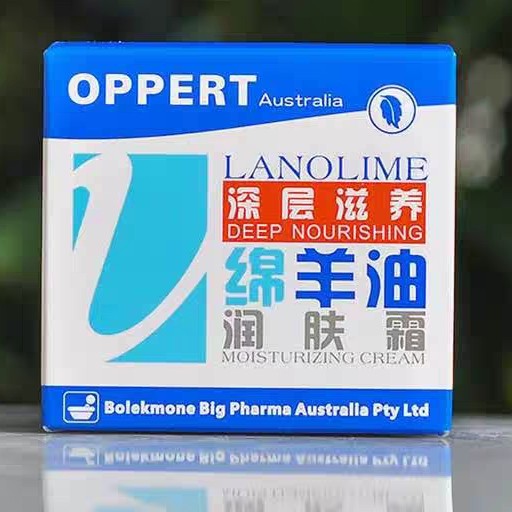 OPPERT Australia
LANOLIME
深层滋养
DEEP NOURISHING
绵羊油
润肤霜
MOISTURIZING CREAM
Bolekmone Big Pharma Australia Pty Ltd